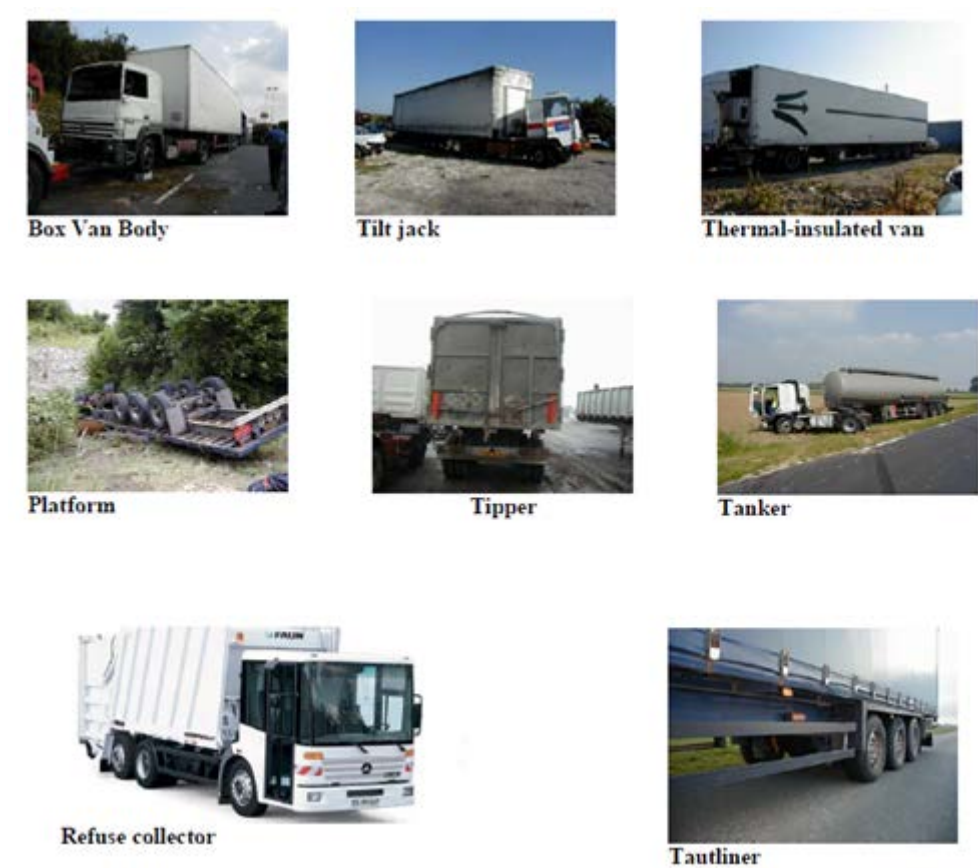 Box Van Body
Tilt jack
Thermal-insulated van
Platform
Tipper
Tanker
FAUN
Refuse collector
Tautliner